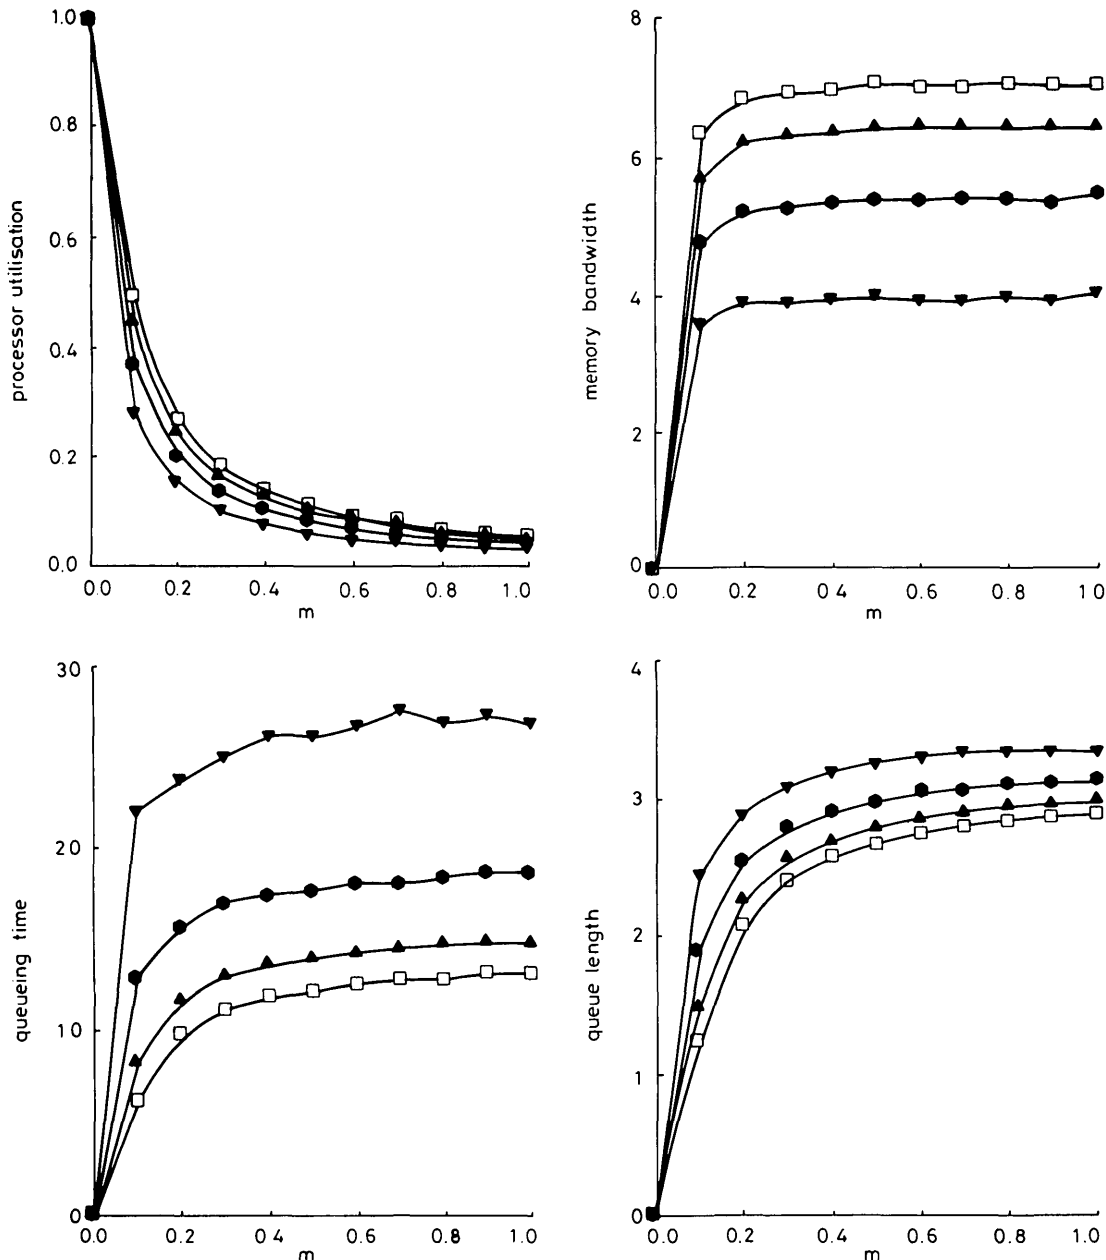 1.0
0.8
0.6
0.4
0.2
0.0
processor utilisation
0.0 0.2 0.4 0.6 0.8 1.0
m
8
6
4
2
0
memory bandwidth
0.0 0.2 0.4 0.6 0.8 1.0
m
30
20
10
0
queueing time
0.0 0.2 0.4 0.6 0.8 1.0
m
4
3
2
1
0
queue length
0.0 0.2 0.4 0.6 0.8 1.0
m